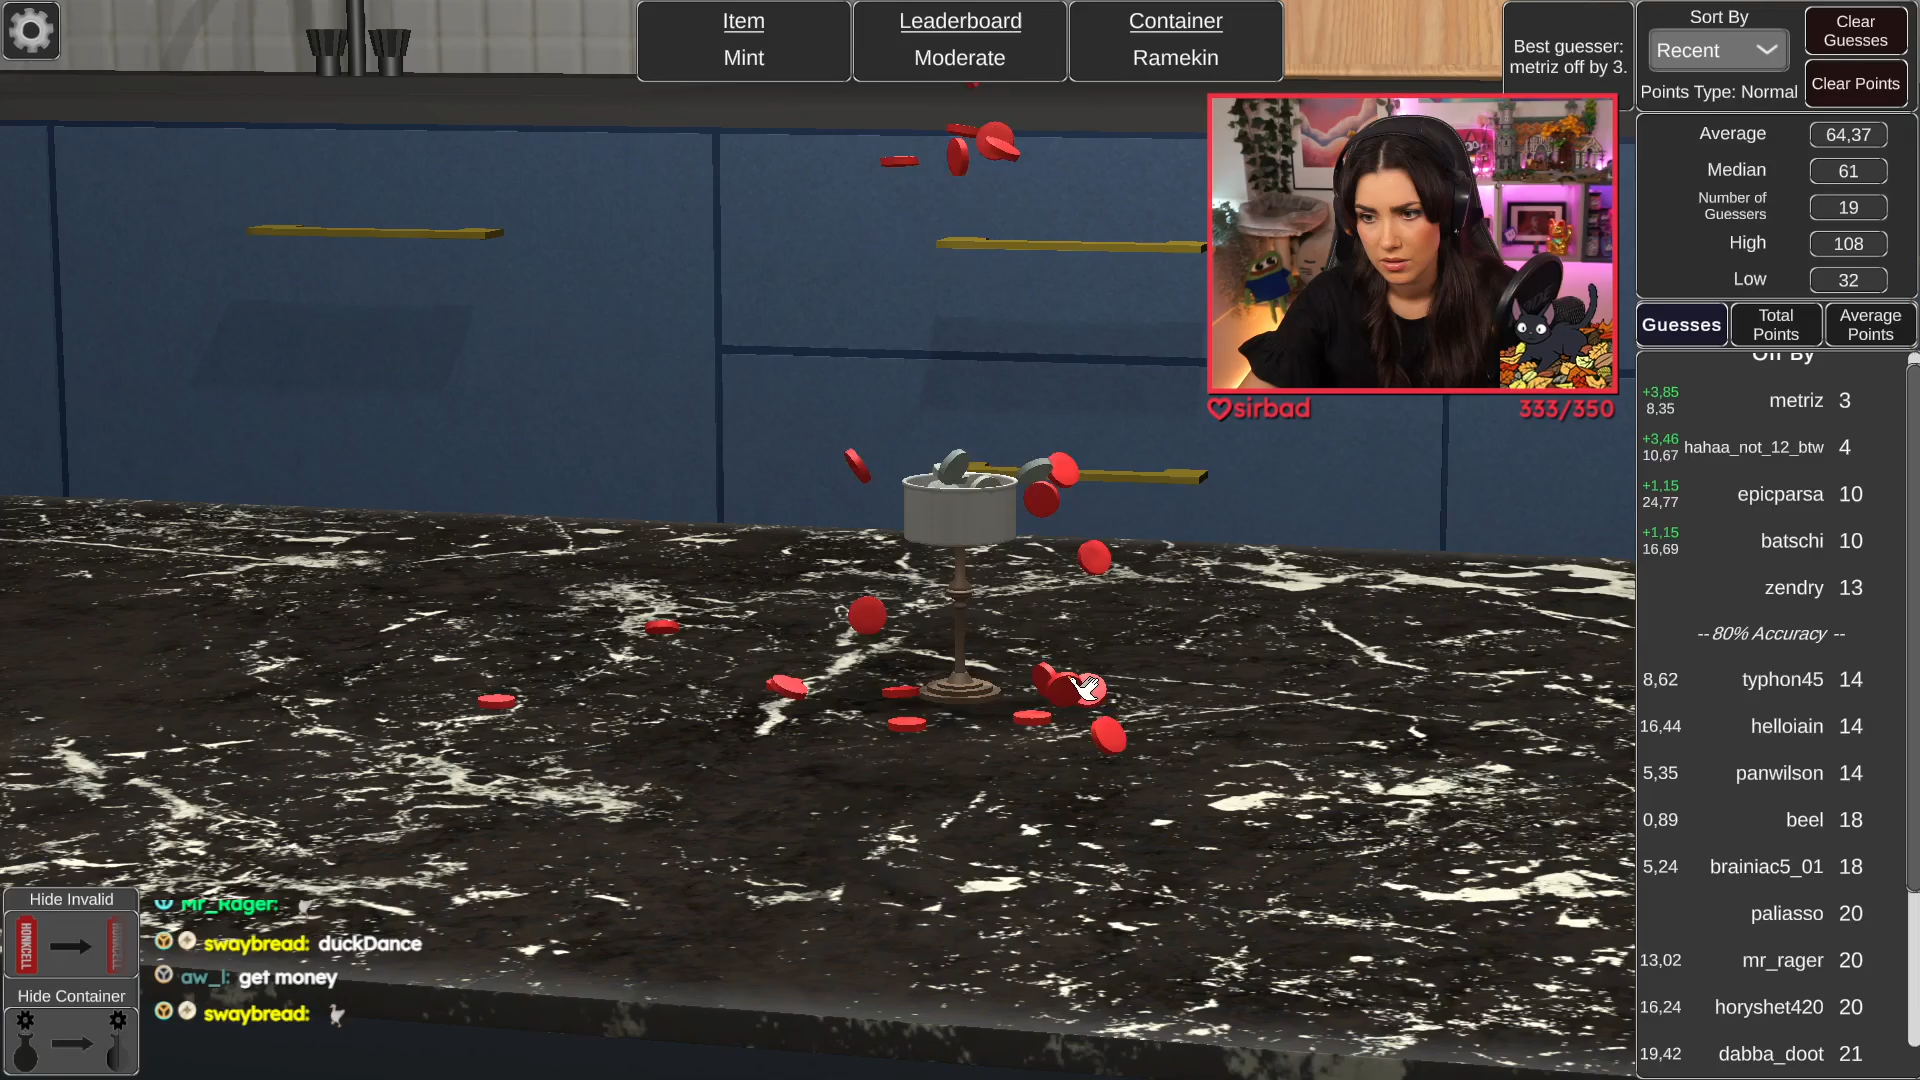 Item
Mint
Leaderboard
Moderate
Container
Ramekin
Best guesser:
metriz off by 3.
Sort By
Recent
Clear
Guesses
Points Type: Normal
Clear Points
Average 64,37
Median 61
Number of
Guessers
19
High 108
Low 32
Guesses
Total
Points
Average
Points
Off By
+3,85
8,35
metriz 3
+3,46
10,67
hahaa_not_12_btw 4
+1,15
24,77
epicparsa 10
+1,15
16,69
batschi 10
zendry 13
-- 80% Accuracy --
8,62 typhon45 14
16,44 helloiain 14
5,35 panwilson 14
0,89 beel 18
5,24 brainiac5_01 18
paliasso 20
13,02 mr_rager 20
16,24 horyshet420 20
19,42 dabba_doot 21
sirbad
333/350
Hide Invalid
HONKCELL
Hide Container
Mr_Rager:
swaybread: duckDance
aw_l: get money
swaybread: